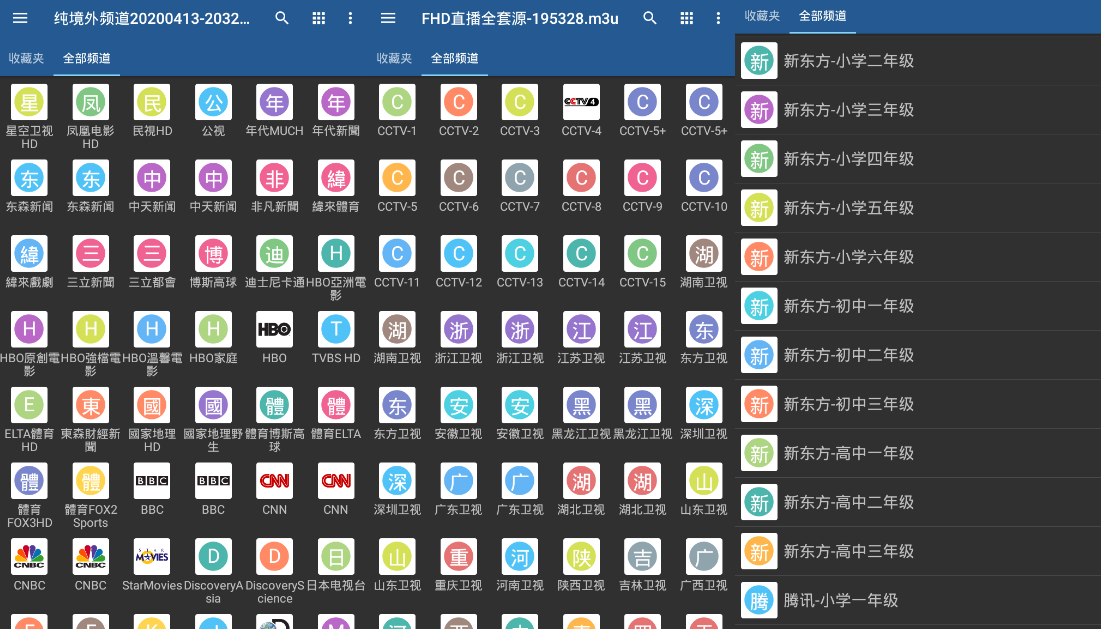 纯境外频道20200413-2032...
收藏夹 全部频道
星 凤 民 公 年 年
星空卫视HD 凤凰电影HD 民視HD 公视 年代MUCH 年代新聞
东 东 中 中 非 緯
东森新闻 东森新闻 中天新闻 中天新闻 非凡新聞 緯來體育
緯 三 三 博 迪 H
緯來戲劇 三立新聞 三立都會 博斯高球 迪士尼卡通 HBO亞洲電影
H H H H HBO T
HBO原創電影 HBO強檔電影 HBO溫馨電影 HBO家庭 HBO TVBS HD
E 東 國 國 體 體
ELTA體育HD 東森財經新聞 國家地理HD 國家地理野生 體育博斯高球 體育ELTA
體 體 BBC BBC CNN CNN
體育FOX3HD 體育FOX2 Sports BBC BBC CNN CNN
CNBC CNBC MOVIES D D 日
CNBC CNBC StarMovies DiscoveryAsia DiscoveryScience 日本电视台
FHD直播全套源-195328.m3u
收藏夹 全部频道
C C C CCTV4 C C
CCTV-1 CCTV-2 CCTV-3 CCTV-4 CCTV-5+ CCTV-5+
C C C C C C
CCTV-5 CCTV-6 CCTV-7 CCTV-8 CCTV-9 CCTV-10
C C C C C 湖
CCTV-11 CCTV-12 CCTV-13 CCTV-14 CCTV-15 湖南卫视
湖 浙 浙 江 江 东
湖南卫视 浙江卫视 浙江卫视 江苏卫视 江苏卫视 东方卫视
东 安 安 黑 黑 深
东方卫视 安徽卫视 安徽卫视 黑龙江卫视 黑龙江卫视 深圳卫视
深 广 广 湖 湖 山
深圳卫视 广东卫视 广东卫视 湖北卫视 湖北卫视 山东卫视
山 重 河 陕 吉 广
山东卫视 重庆卫视 河南卫视 陕西卫视 吉林卫视 广西卫视
收藏夹 全部频道
新 新东方-小学二年级
新 新东方-小学三年级
新 新东方-小学四年级
新 新东方-小学五年级
新 新东方-小学六年级
新 新东方-初中一年级
新 新东方-初中二年级
新 新东方-初中三年级
新 新东方-高中一年级
新 新东方-高中二年级
新 新东方-高中三年级
腾 腾讯-小学一年级